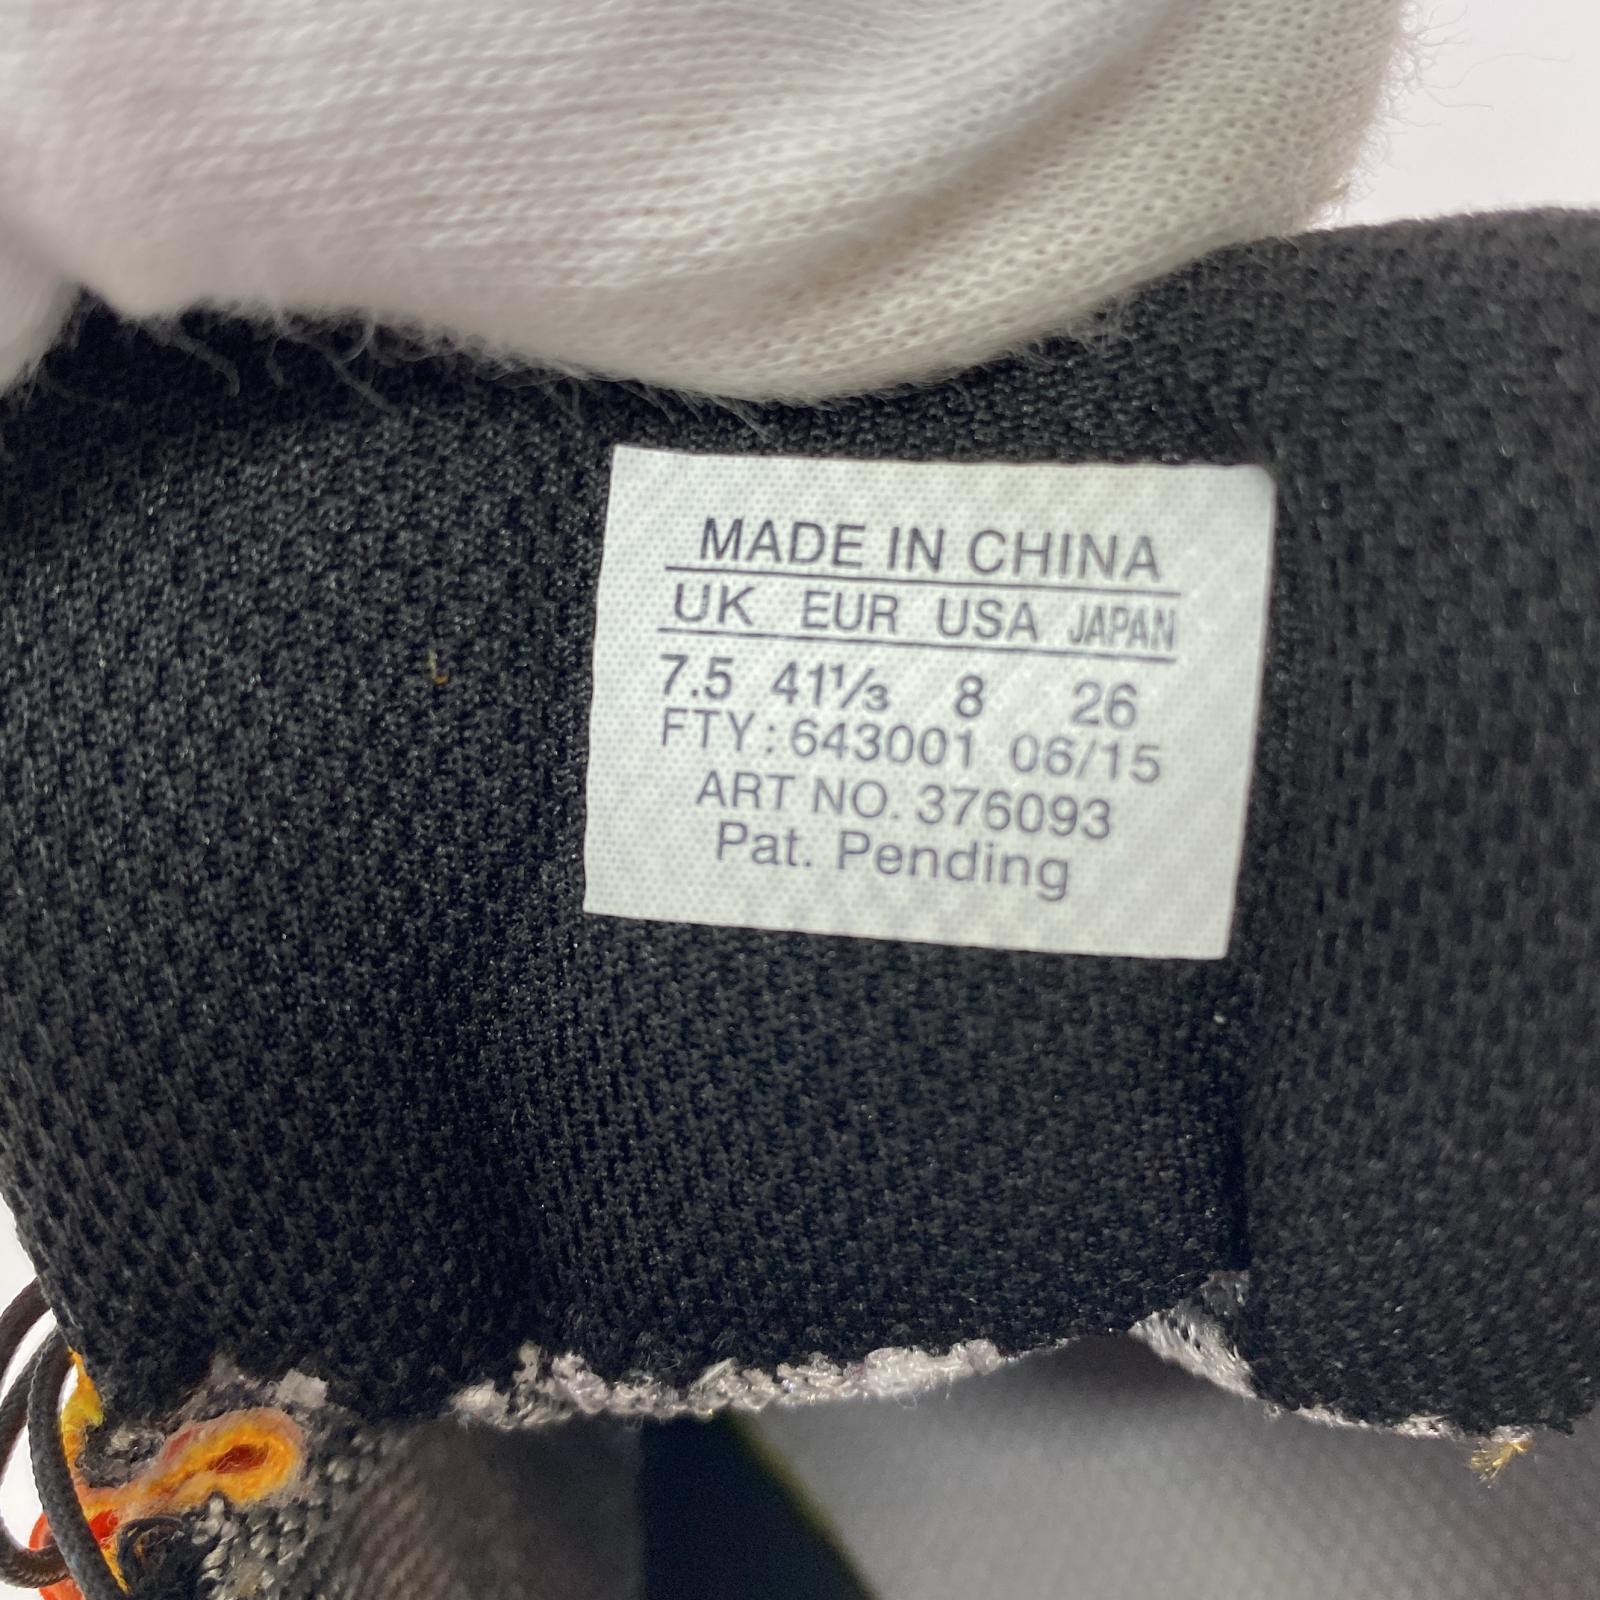 MADE IN CHINA
UK EUR USA JAPAN
7.5 41⅓ 8 26
FTY: 643001 06/15
ART NO. 376093
Pat. Pending